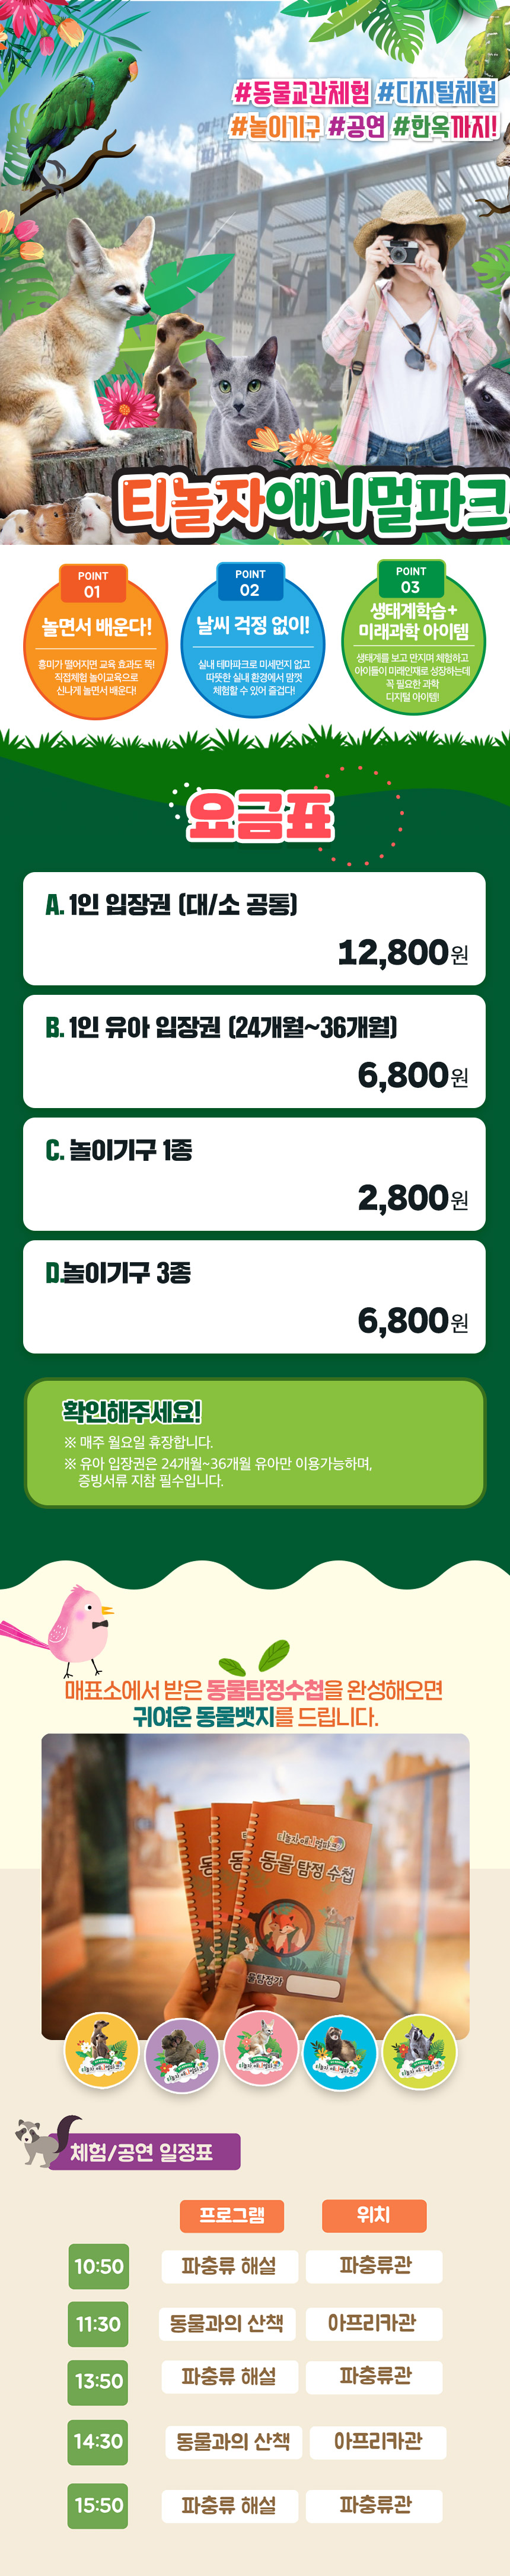 #동물교감체험 #디지털체험
#놀이기구 #공연 #한옥까지!
티놀자애니멀파크
POINT
01
놀면서 배운다!
흥미가 떨어지면 교육 효과도 뚝!
직접체험 놀이교육으로
신나게 놀면서 배운다!
POINT
02
날씨 걱정 없이!
실내 테마파크로 미세먼지 없고
따뜻한 실내 환경에서 맘껏
체험할 수 있어 즐겁다!
POINT
03
생태계학습+
미래과학 아이템
생태계를 보고 만지며 체험하고
아이들이 미래인재로 성장하는데
꼭 필요한 과학
디지털 아이템!
요금표
A. 1인 입장권 (대/소 공통)
12,800원
B. 1인 유아 입장권 (24개월~36개월)
6,800원
C. 놀이기구 1종
2,800원
D.놀이기구 3종
6,800원
확인해주세요!
※ 매주 월요일 휴장합니다.
※ 유아 입장권은 24개월~36개월 유아만 이용가능하며,
증빙서류 지참 필수입니다.
매표소에서 받은 동물탐정수첩을 완성해오면
귀여운 동물뱃지를 드립니다.
티놀자애니멀파크
동물 탐정 수첩
체험/공연 일정표
프로그램 위치
10:50 파충류 해설 파충류관
11:30 동물과의 산책 아프리카관
13:50 파충류 해설 파충류관
14:30 동물과의 산책 아프리카관
15:50 파충류 해설 파충류관